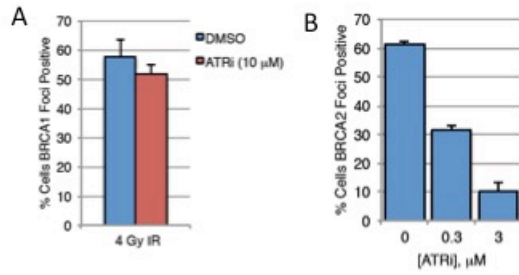 A
% Cells BRCA1 Foci Positive
70
60
50
40
30
20
10
0
4 Gy IR
DMSO
ATRi (10 µM)
B
% Cells BRCA2 Foci Positive
70
60
50
40
30
20
10
0
0 0.3 3
[ATRi], µM